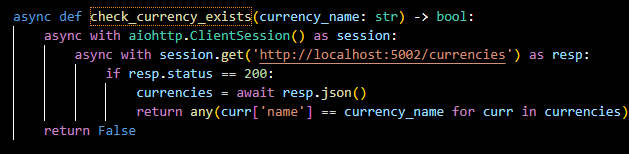 async def check_currency_exists(currency_name: str) -> bool:
    async with aiohttp.ClientSession() as session:
        async with session.get('http://localhost:5002/currencies') as resp:
            if resp.status == 200:
                currencies = await resp.json()
                return any(curr['name'] == currency_name for curr in currencies)
    return False